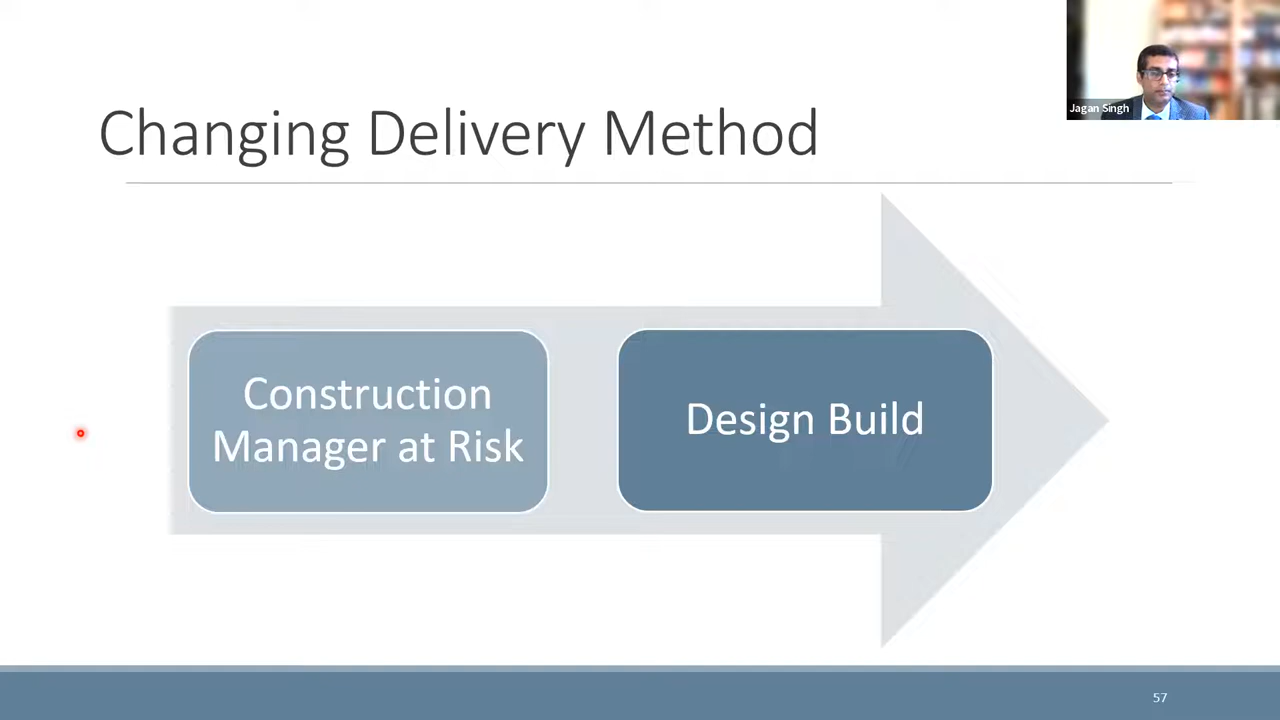 Jagan Singh
Changing Delivery Method
Construction
Manager at Risk
Design Build
57